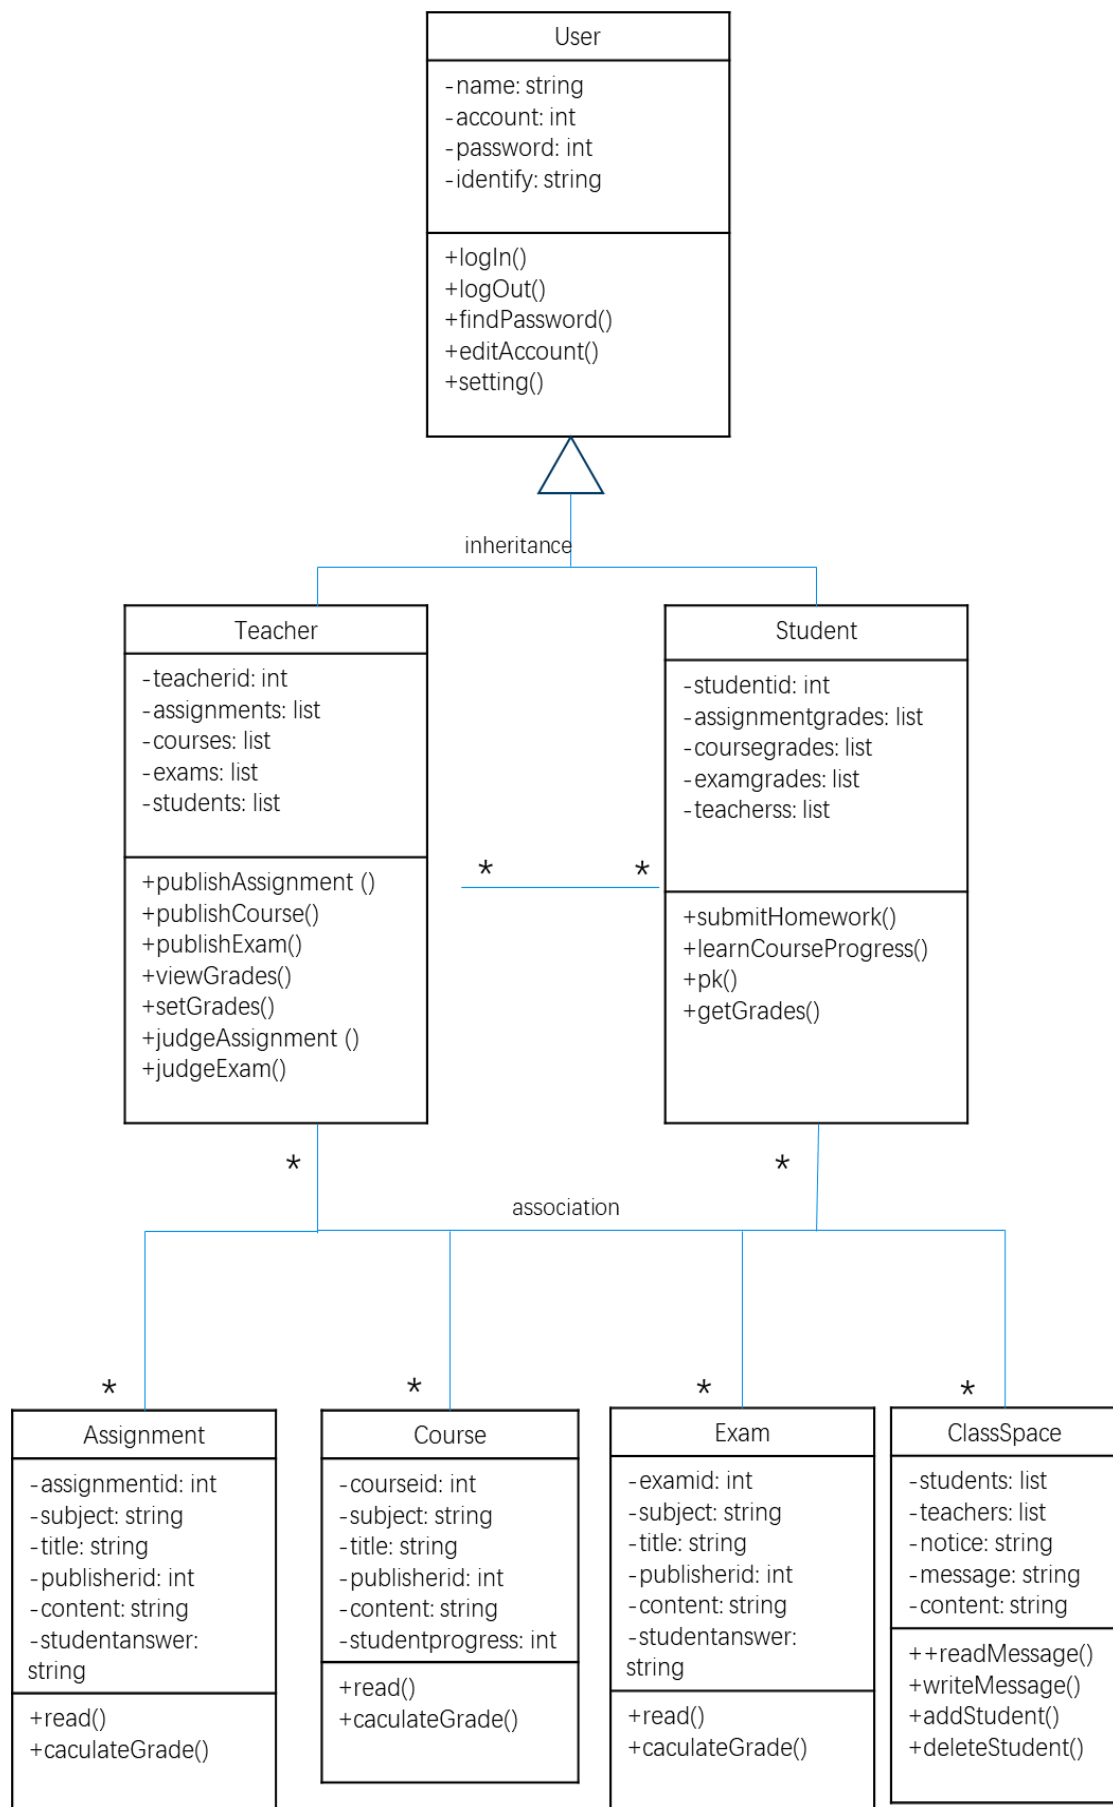 User
-name: string
-account: int
-password: int
-identify: string
+logIn()
+logOut()
+findPassword()
+editAccount()
+setting()
inheritance
Teacher
-teacherid: int
-assignments: list
-courses: list
-exams: list
-students: list
+publishAssignment ()
+publishCourse()
+publishExam()
+viewGrades()
+setGrades()
+judgeAssignment ()
+judgeExam()
* *
Student
-studentid: int
-assignmentgrades: list
-coursegrades: list
-examgrades: list
-teacherss: list
+submitHomework()
+learnCourseProgress()
+pk()
+getGrades()
* *
association
* * * *
Assignment
-assignmentid: int
-subject: string
-title: string
-publisherid: int
-content: string
-studentanswer:
string
+read()
+caculateGrade()
Course
-courseid: int
-subject: string
-title: string
-publisherid: int
-content: string
-studentprogress: int
+read()
+caculateGrade()
Exam
-examid: int
-subject: string
-title: string
-publisherid: int
-content: string
-studentanswer:
string
+read()
+caculateGrade()
ClassSpace
-students: list
-teachers: list
-notice: string
-message: string
-content: string
++readMessage()
+writeMessage()
+addStudent()
+deleteStudent()